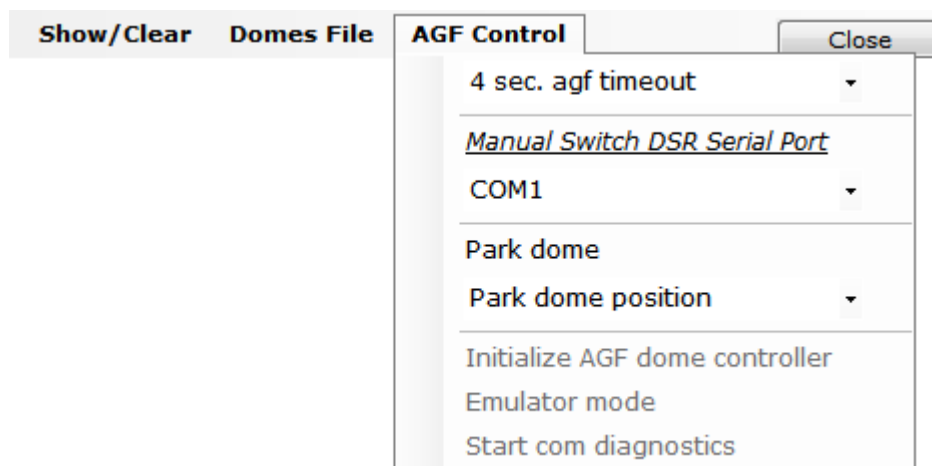 Show/Clear Domes File AGF Control Close
4 sec. agf timeout
Manual Switch DSR Serial Port
COM1
Park dome
Park dome position
Initialize AGF dome controller
Emulator mode
Start com diagnostics